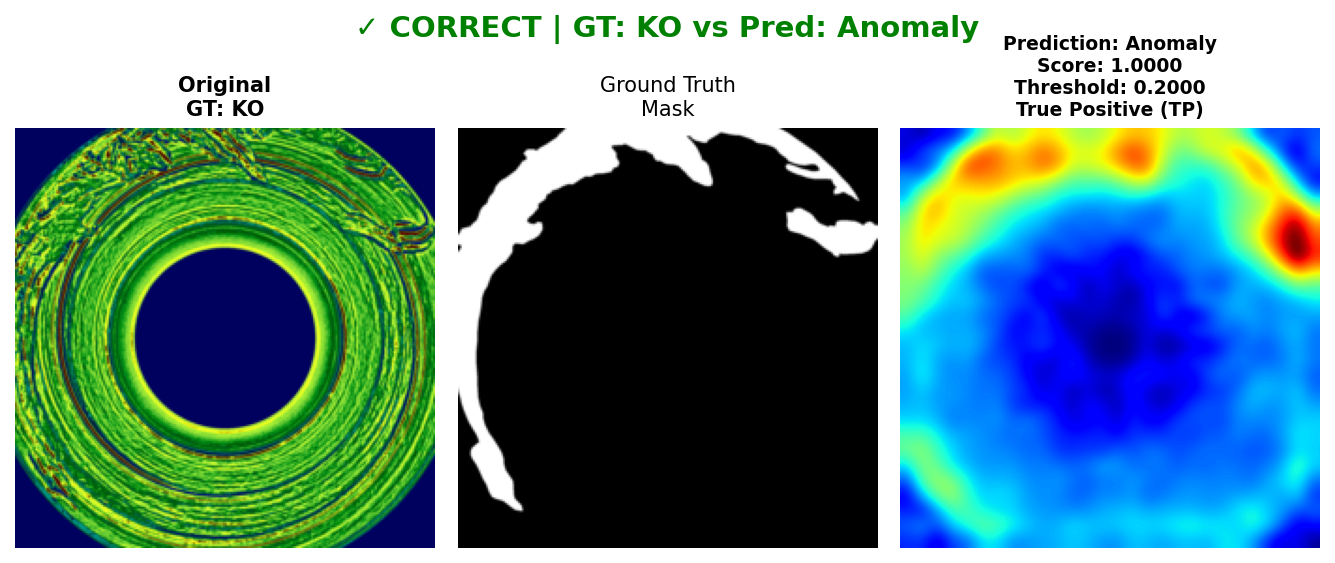 ✓ CORRECT | GT: KO vs Pred: Anomaly
Original
GT: KO
Ground Truth
Mask
Prediction: Anomaly
Score: 1.0000
Threshold: 0.2000
True Positive (TP)